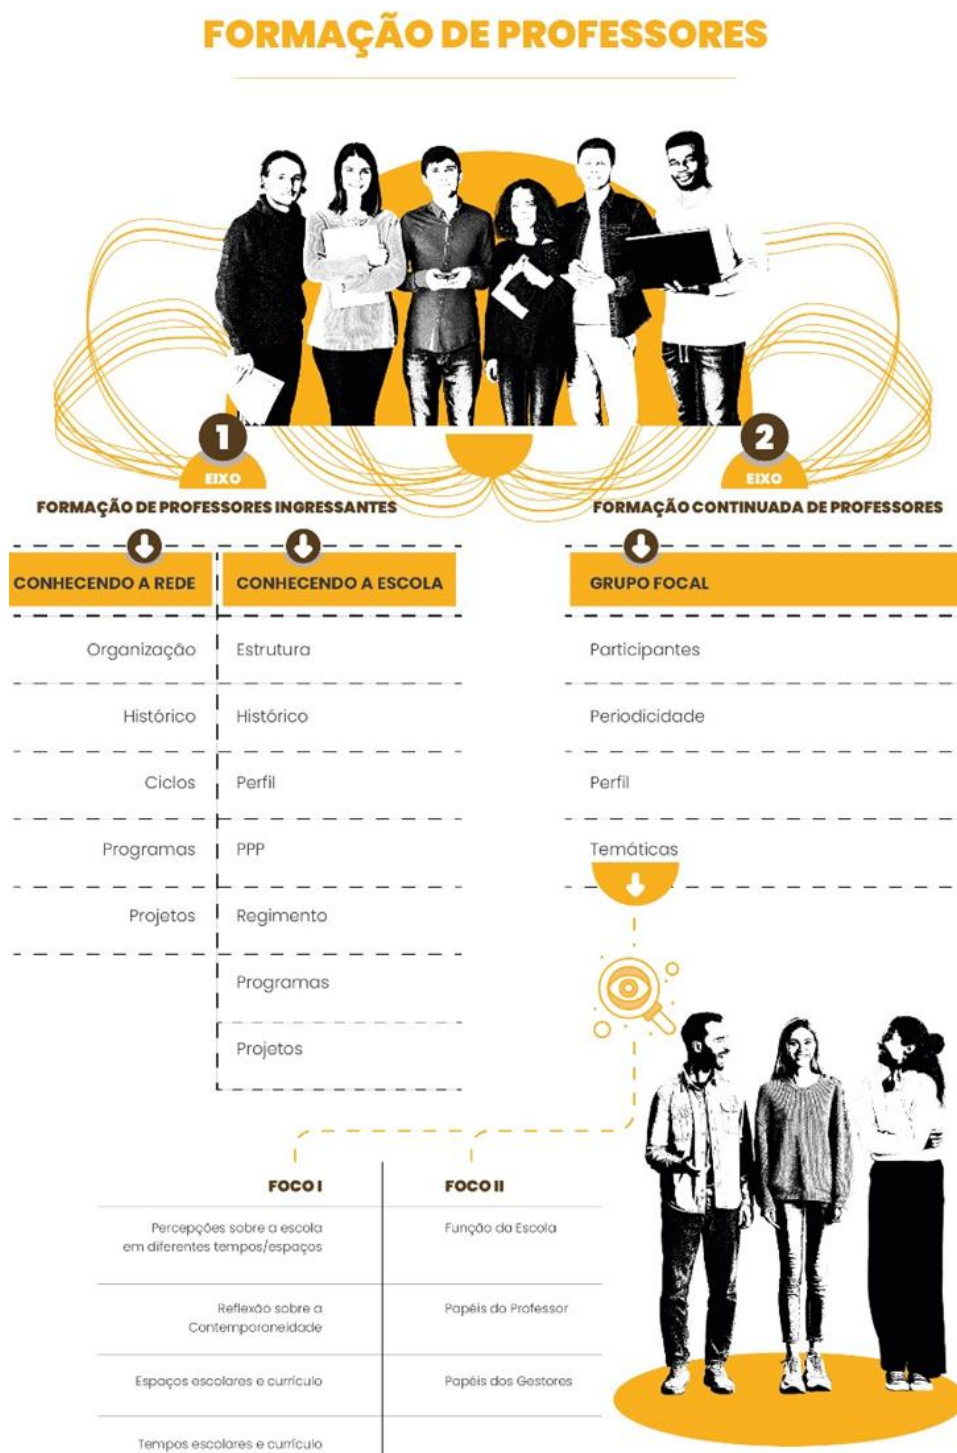 FORMAÇÃO DE PROFESSORES
1
EIXO
FORMAÇÃO DE PROFESSORES INGRESSANTES
CONHECENDO A REDE
Organização
Histórico
Ciclos
Programas
Projetos
CONHECENDO A ESCOLA
Estrutura
Histórico
Perfil
PPP
Regimento
Programas
Projetos
2
EIXO
FORMAÇÃO CONTINUADA DE PROFESSORES
GRUPO FOCAL
Participantes
Periodicidade
Perfil
Temáticas
FOCO I
Percepções sobre a escola
em diferentes tempos/espaços
Reflexão sobre a
Contemporaneidade
Espaços escolares e currículo
Tempos escolares e currículo
FOCO II
Função da Escola
Papéis do Professor
Papéis dos Gestores